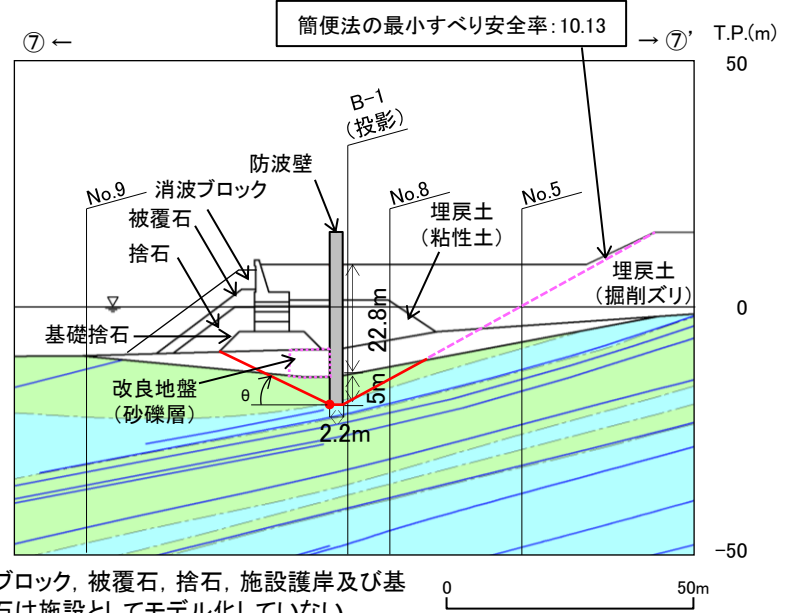 簡便法の最小すべり安全率：10.13
⑦ ←
→ ⑦’
T.P.(m)
50
B-1
(投影)
防波壁
No.9
消波ブロック
No.8
No.5
被覆石
埋戻土
(粘性土)
捨石
埋戻土
(掘削ズリ)
0
22.8m
基礎捨石
改良地盤
(砂礫層)
θ
5m
2.2m
-50
ブロック，被覆石，捨石，施設護岸及び基
石は施設としてモデル化していない
0
50m